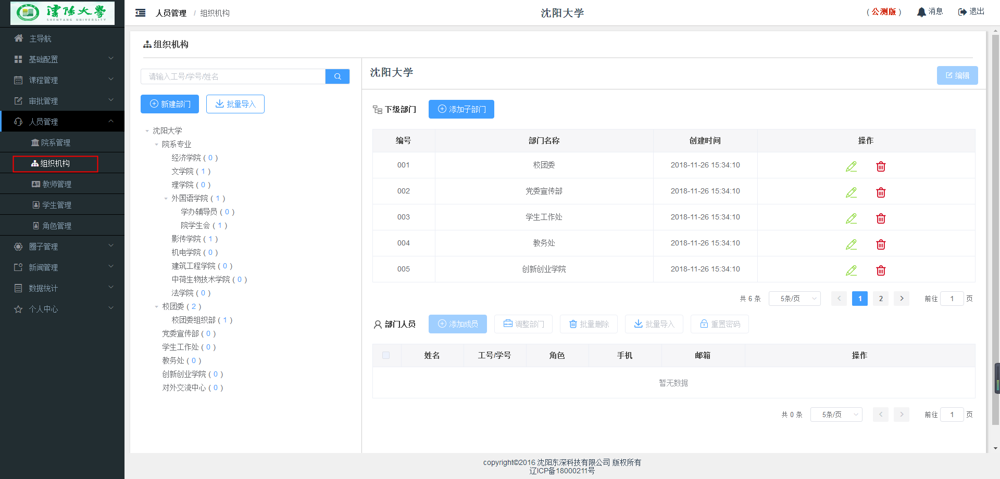 瀋陽大學
SHENYANG UNIVERSITY
人员管理 / 组织机构
沈阳大学
（公测版） 消息 退出
主导航
基础配置
课程管理
审批管理
人员管理
院系管理
组织机构
教师管理
学生管理
角色管理
圈子管理
新闻管理
数据统计
个人中心
组织机构
请输入工号/学号/姓名
新建部门 批量导入
沈阳大学
院系专业
经济学院 ( 0 )
文学院 ( 1 )
理学院 ( 0 )
外国语学院 ( 1 )
学办辅导员 ( 0 )
院学生会 ( 1 )
影传学院 ( 1 )
机电学院 ( 0 )
建筑工程学院 ( 0 )
中荷生物技术学院 ( 0 )
法学院 ( 0 )
校团委 ( 2 )
校团委组织部 ( 1 )
党委宣传部 ( 0 )
学生工作处 ( 0 )
教务处 ( 0 )
创新创业学院 ( 0 )
对外交流中心 ( 0 )
沈阳大学
编辑
下级部门 添加子部门
编号 部门名称 创建时间 操作
001 校团委 2018-11-26 15:34:10
002 党委宣传部 2018-11-26 15:34:10
003 学生工作处 2018-11-26 15:34:10
004 教务处 2018-11-26 15:34:10
005 创新创业学院 2018-11-26 15:34:10
共 6 条 5条/页 < 1 2 > 前往 1 页
部门人员 添加成员 调整部门 批量删除 批量导入 重置密码
姓名 工号/学号 角色 手机 邮箱 操作
暂无数据
共 0 条 5条/页 < > 前往 1 页
copyright©2016 沈阳东深科技有限公司 版权所有
辽ICP备18000211号